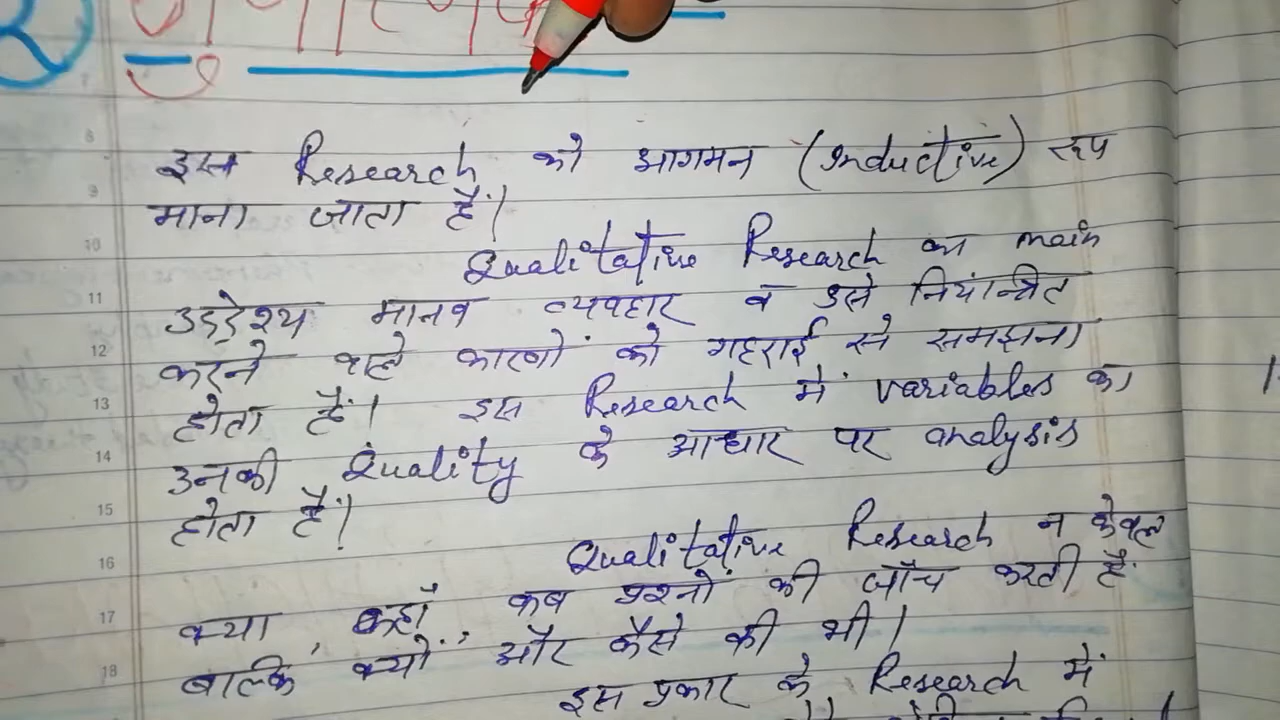 इस Research को आगमन (Inductive) रूप
माना जाता है।
Qualitative Research का main
उद्देश्य मानव व्यवहार व उसे नियंन्त्रित
करने वाले कारणों को गहराई से समझना
होता है। इस Research में variables का
उनकी Quality के आधार पर analysis
होता है।
Qualitative Research न केवल
क्या, कहाँ, कब प्रश्नों की जाँच करती है
बल्कि क्यों और कैसे की भी।
इस प्रकार के Research में